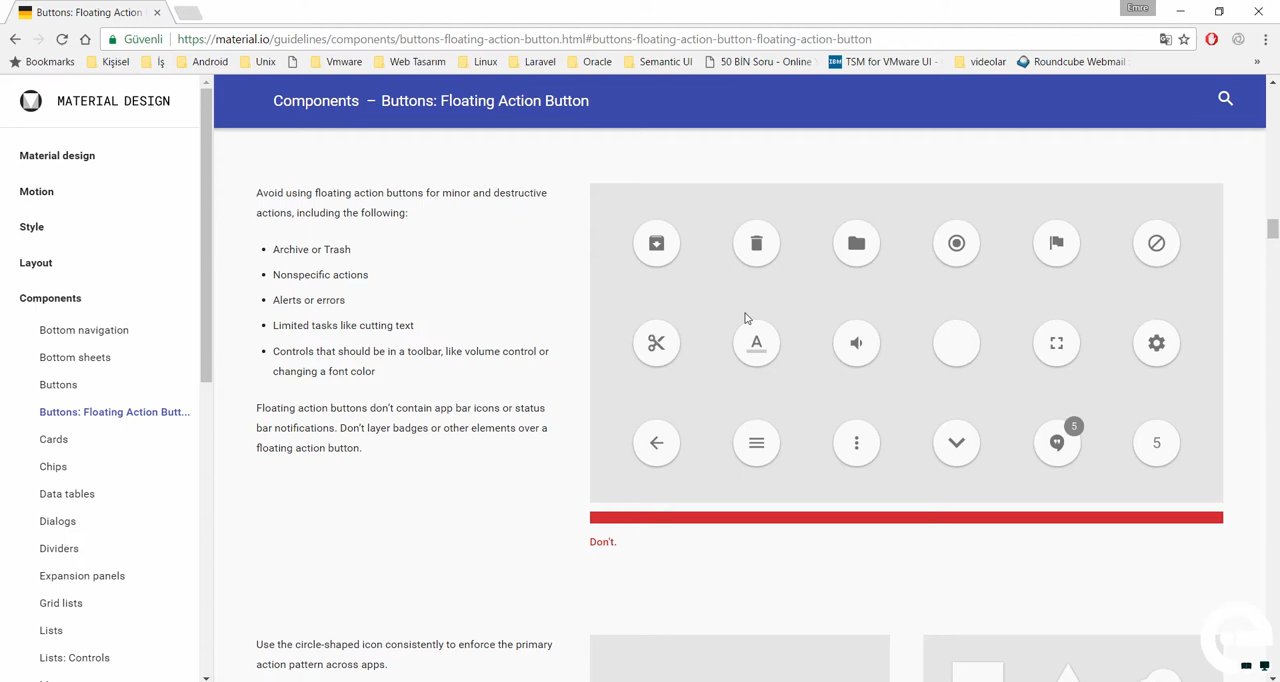 Buttons: Floating Action
Emre
Güvenli
https://material.io/guidelines/components/buttons-floating-action-button.html#buttons-floating-action-button-floating-action-button
Bookmarks Kişisel İş Android Unix Vmware Web Tasarım Linux Laravel Oracle Semantic UI 50 BİN Soru - Online IBM TSM for VMware UI - videolar Roundcube Webmail »
MATERIAL DESIGN
Components – Buttons: Floating Action Button
Material design
Motion
Style
Layout
Components
Bottom navigation
Bottom sheets
Buttons
Buttons: Floating Action Butt...
Cards
Chips
Data tables
Dialogs
Dividers
Expansion panels
Grid lists
Lists
Lists: Controls
Avoid using floating action buttons for minor and destructive
actions, including the following:
• Archive or Trash
• Nonspecific actions
• Alerts or errors
• Limited tasks like cutting text
• Controls that should be in a toolbar, like volume control or
changing a font color
Floating action buttons don't contain app bar icons or status
bar notifications. Don't layer badges or other elements over a
floating action button.
A
5
5
Don't.
Use the circle-shaped icon consistently to enforce the primary
action pattern across apps.